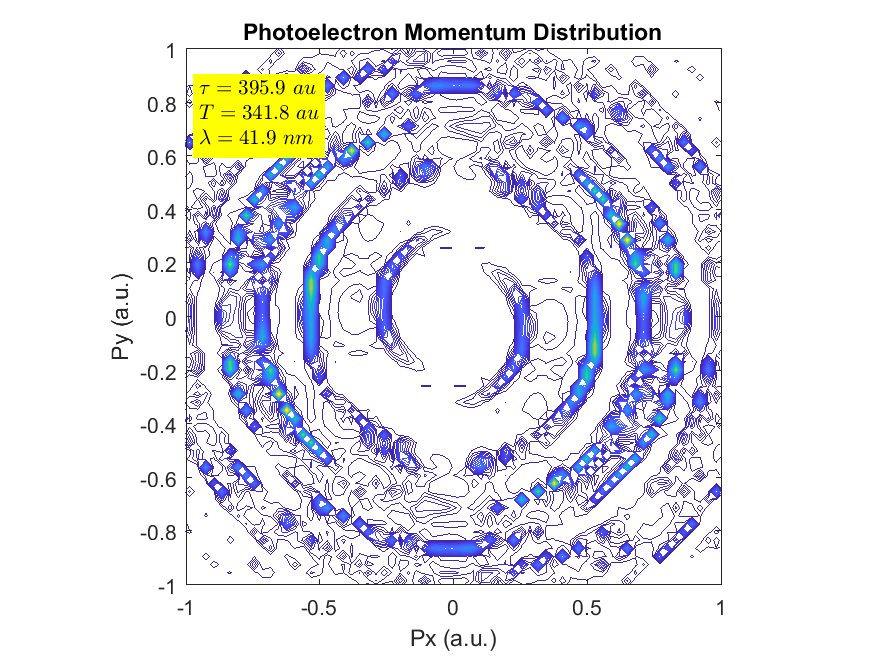 Photoelectron Momentum Distribution
τ = 395.9 au
T = 341.8 au
λ = 41.9 nm
1
0.8
0.6
0.4
0.2
0
-0.2
-0.4
-0.6
-0.8
-1
Py (a.u.)
-1 -0.5 0 0.5 1
Px (a.u.)